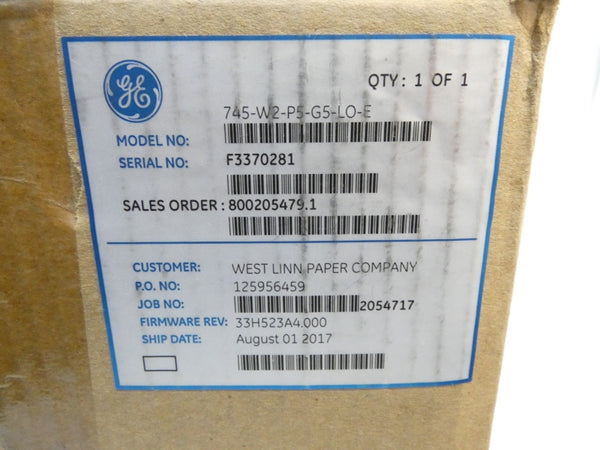 GE
QTY: 1 OF 1
745-W2-P5-G5-LO-E
MODEL NO:
SERIAL NO: F3370281
SALES ORDER: 800205479.1
CUSTOMER: WEST LINN PAPER COMPANY
P.O. NO: 125956459
JOB NO: 2054717
FIRMWARE REV: 33H523A4.000
SHIP DATE: August 01 2017